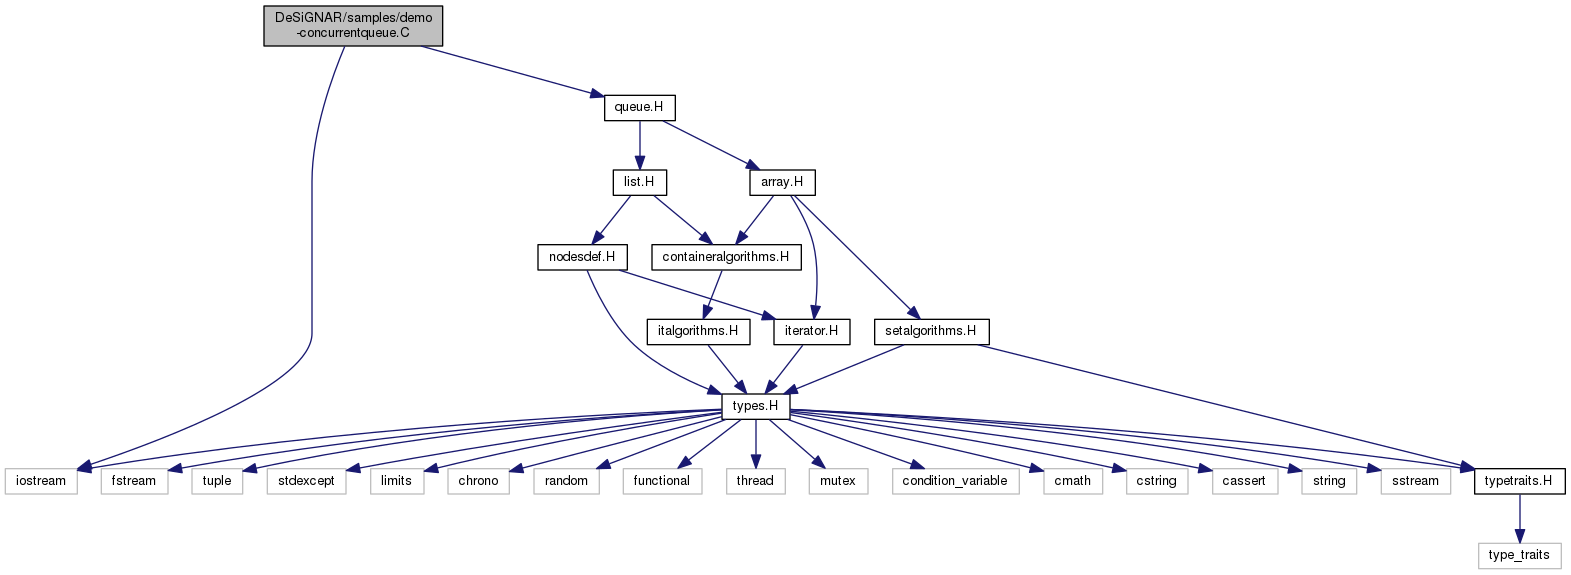 DeSiGNAR/samples/demo
-concurrentqueue.C
queue.H
list.H
array.H
nodesdef.H
containeralgorithms.H
italgorithms.H
iterator.H
setalgorithms.H
types.H
iostream
fstream
tuple
stdexcept
limits
chrono
random
functional
thread
mutex
condition_variable
cmath
cstring
cassert
string
sstream
typetraits.H
type_traits